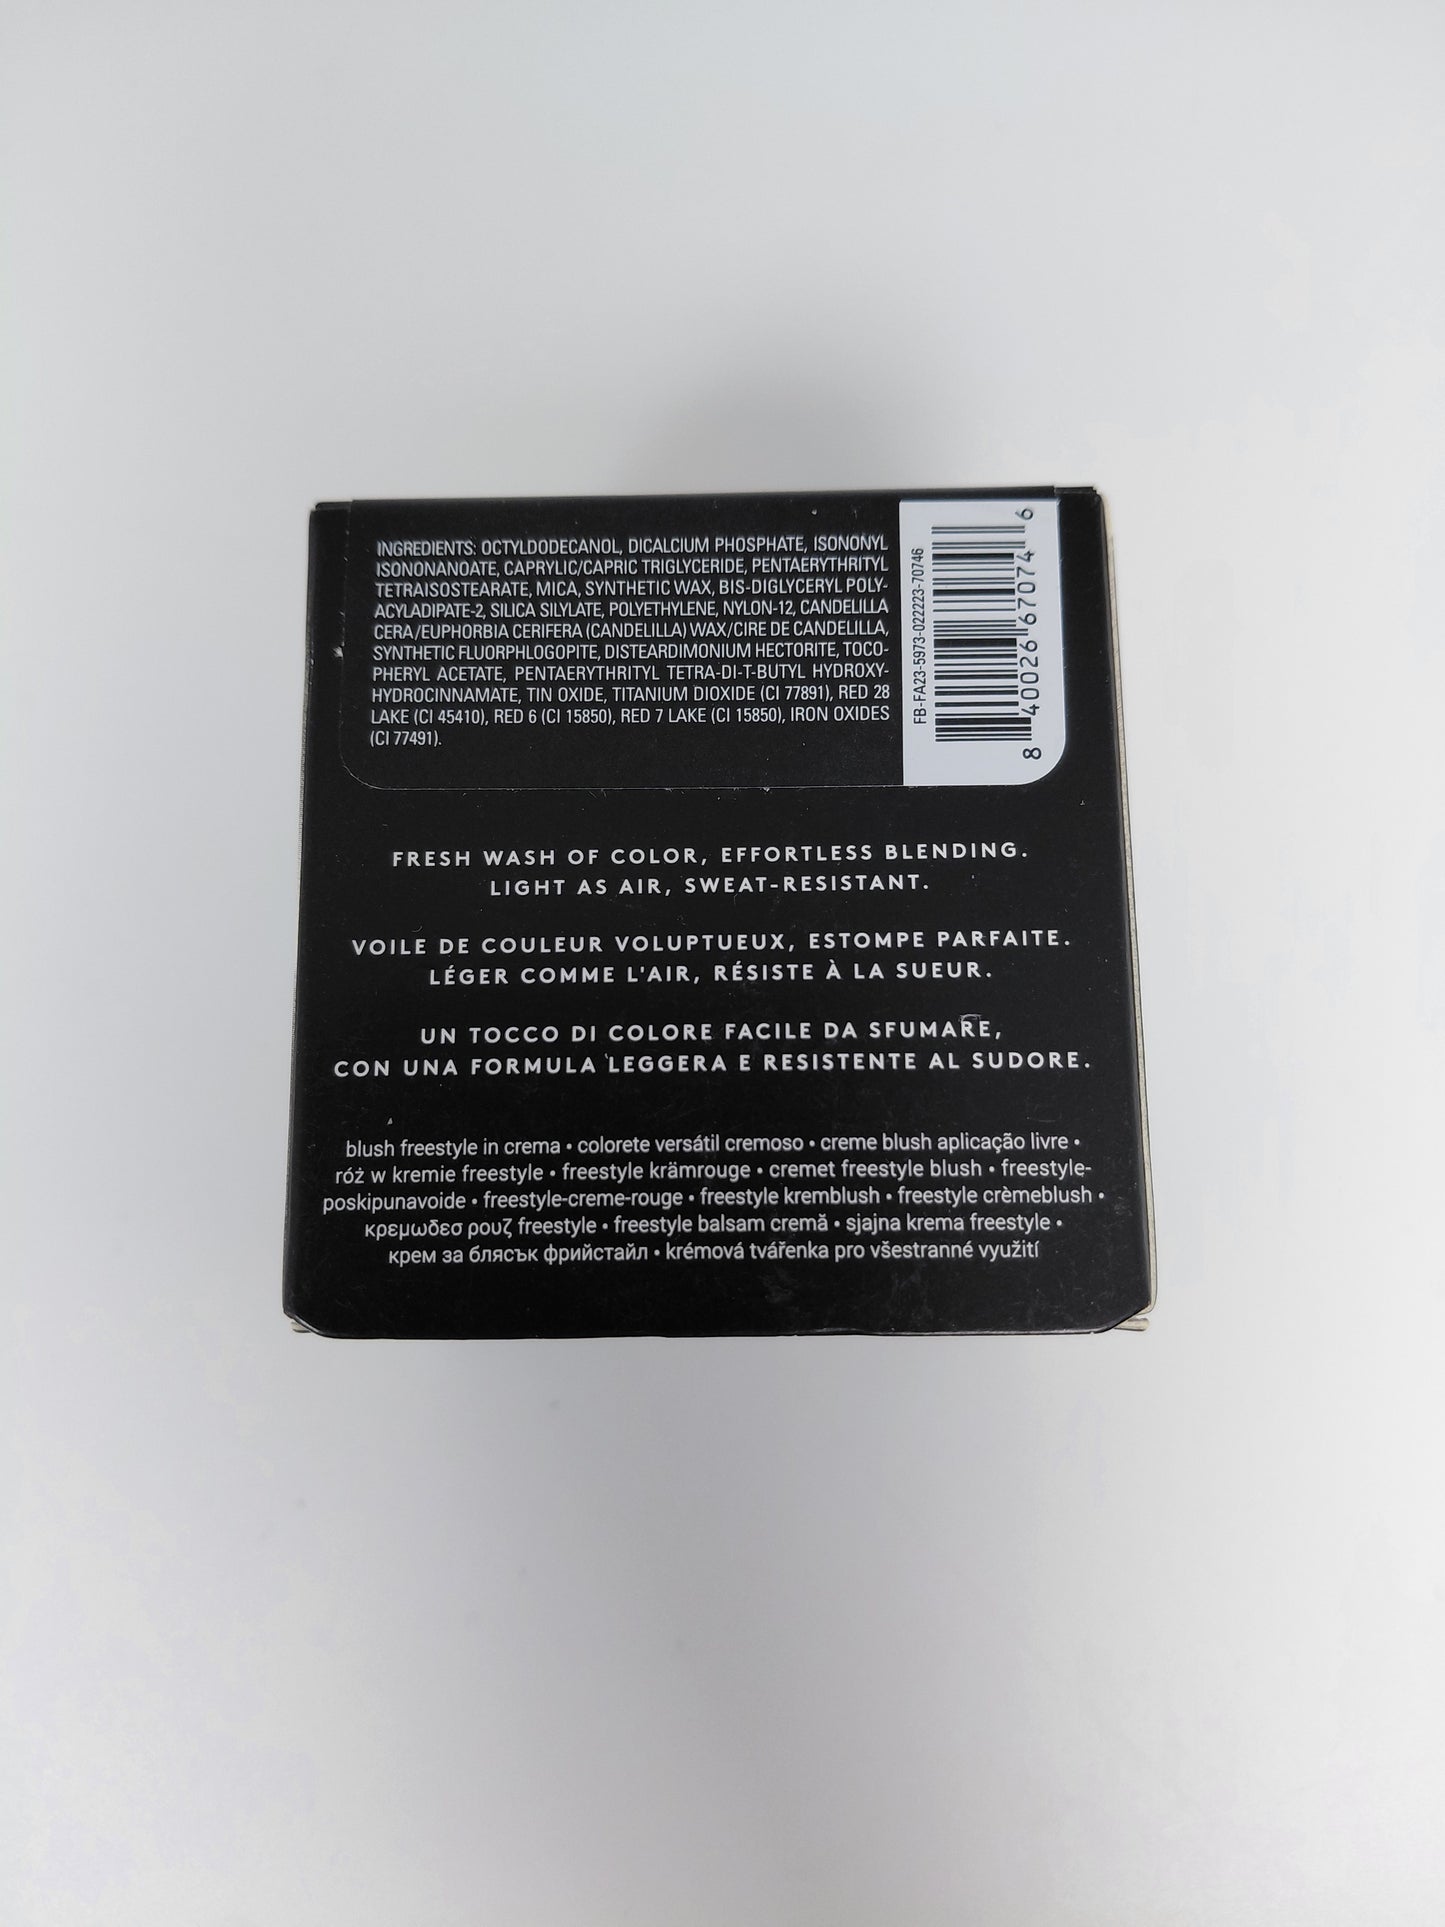 INGREDIENTS: OCTYLDODECANOL, DICALCIUM PHOSPHATE, ISONONYL
ISONONANOATE, CAPRYLIC/CAPRIC TRIGLYCERIDE, PENTAERYTHRITYL
TETRAISOSTEARATE, MICA, SYNTHETIC WAX, BIS-DIGLYCERYL POLY-
ACYLADIPATE-2, SILICA SILYLATE, POLYETHYLENE, NYLON-12, CANDELILLA
CERA/EUPHORBIA CERIFERA (CANDELILLA) WAX/CIRE DE CANDELILLA,
SYNTHETIC FLUORPHLOGOPITE, DISTEARDIMONIUM HECTORITE, TOCO-
PHERYL ACETATE, PENTAERYTHRITYL TETRA-DI-T-BUTYL HYDROXY-
HYDROCINNAMATE, TIN OXIDE, TITANIUM DIOXIDE (CI 77891), RED 28
LAKE (CI 45410), RED 6 (CI 15850), RED 7 LAKE (CI 15850), IRON OXIDES
(CI 77491).
FB-FA23-5973-022223-70746
8 40026 67074 6
FRESH WASH OF COLOR, EFFORTLESS BLENDING.
LIGHT AS AIR, SWEAT-RESISTANT.
VOILE DE COULEUR VOLUPTUEUX, ESTOMPE PARFAITE.
LÉGER COMME L'AIR, RÉSISTE À LA SUEUR.
UN TOCCO DI COLORE FACILE DA SFUMARE,
CON UNA FORMULA LEGGERA E RESISTENTE AL SUDORE.
blush freestyle in crema • colorete versátil cremoso • creme blush aplicação livre •
róż w kremie freestyle • freestyle krämrouge • cremet freestyle blush • freestyle-
poskipunavoide • freestyle-creme-rouge • freestyle kremblush • freestyle crèmeblush •
κρεμώδεσ ρουζ freestyle • freestyle balsam cremă • sjajna krema freestyle •
крем за блясък фрийстайл • krémová tvářenka pro všestranné využití